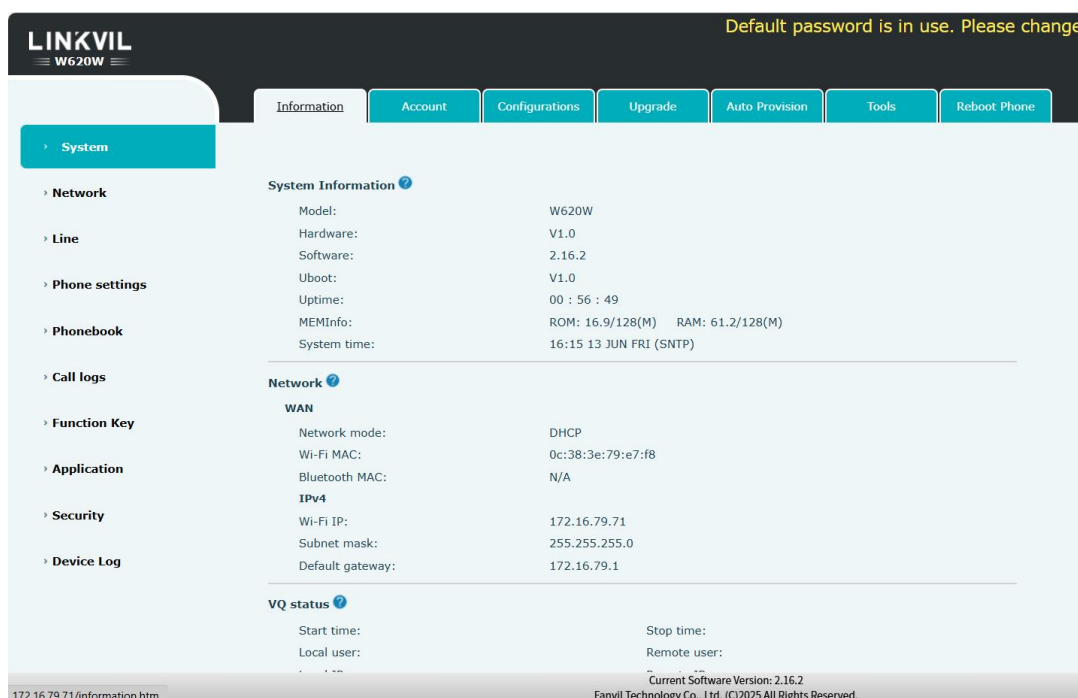 Default password is in use. Please change
LINKVIL
W620W
Information Account Configurations Upgrade Auto Provision Tools Reboot Phone
› System
› Network
› Line
› Phone settings
› Phonebook
› Call logs
› Function Key
› Application
› Security
› Device Log
System Information ?
Model: W620W
Hardware: V1.0
Software: 2.16.2
Uboot: V1.0
Uptime: 00 : 56 : 49
MEMInfo: ROM: 16.9/128(M) RAM: 61.2/128(M)
System time: 16:15 13 JUN FRI (SNTP)
Network ?
WAN
Network mode: DHCP
Wi-Fi MAC: 0c:38:3e:79:e7:f8
Bluetooth MAC: N/A
IPv4
Wi-Fi IP: 172.16.79.71
Subnet mask: 255.255.255.0
Default gateway: 172.16.79.1
VQ status ?
Start time: Stop time:
Local user: Remote user:
Current Software Version: 2.16.2
Fanvil Technology Co., Ltd. (C)2025 All Rights Reserved.
172.16.79.71/information.htm